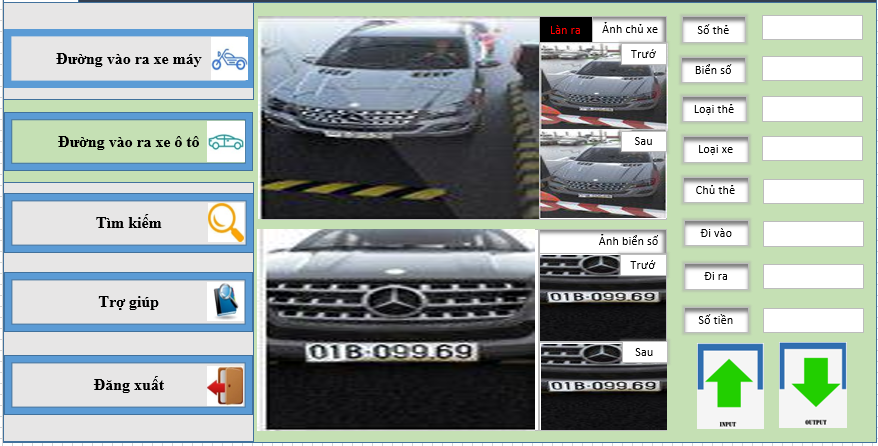 Đường vào ra xe máy
Đường vào ra xe ô tô
Tìm kiếm
Trợ giúp
Đăng xuất
Làn ra
Ảnh chủ xe
Trướ
Sau
Ảnh biển số
Trướ
01B-099.69
Sau
01B-099.69
01B-099.69
Số thẻ
Biển số
Loại thẻ
Loại xe
Chủ thẻ
Đi vào
Đi ra
Số tiền
INPUT
OUTPUT